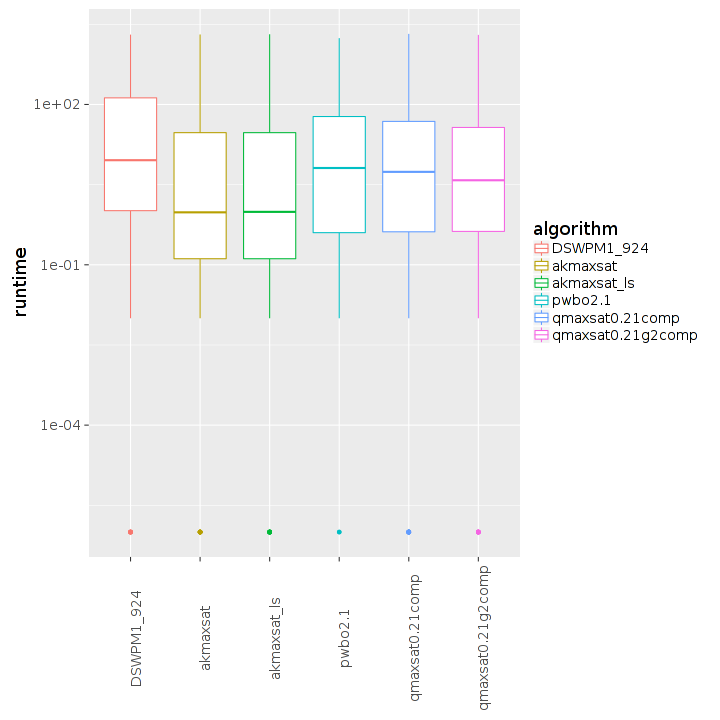 runtime
1e+02
1e-01
1e-04
DSWPM1_924
akmaxsat
akmaxsat_ls
pwbo2.1
qmaxsat0.21comp
qmaxsat0.21g2comp
algorithm
DSWPM1_924
akmaxsat
akmaxsat_ls
pwbo2.1
qmaxsat0.21comp
qmaxsat0.21g2comp